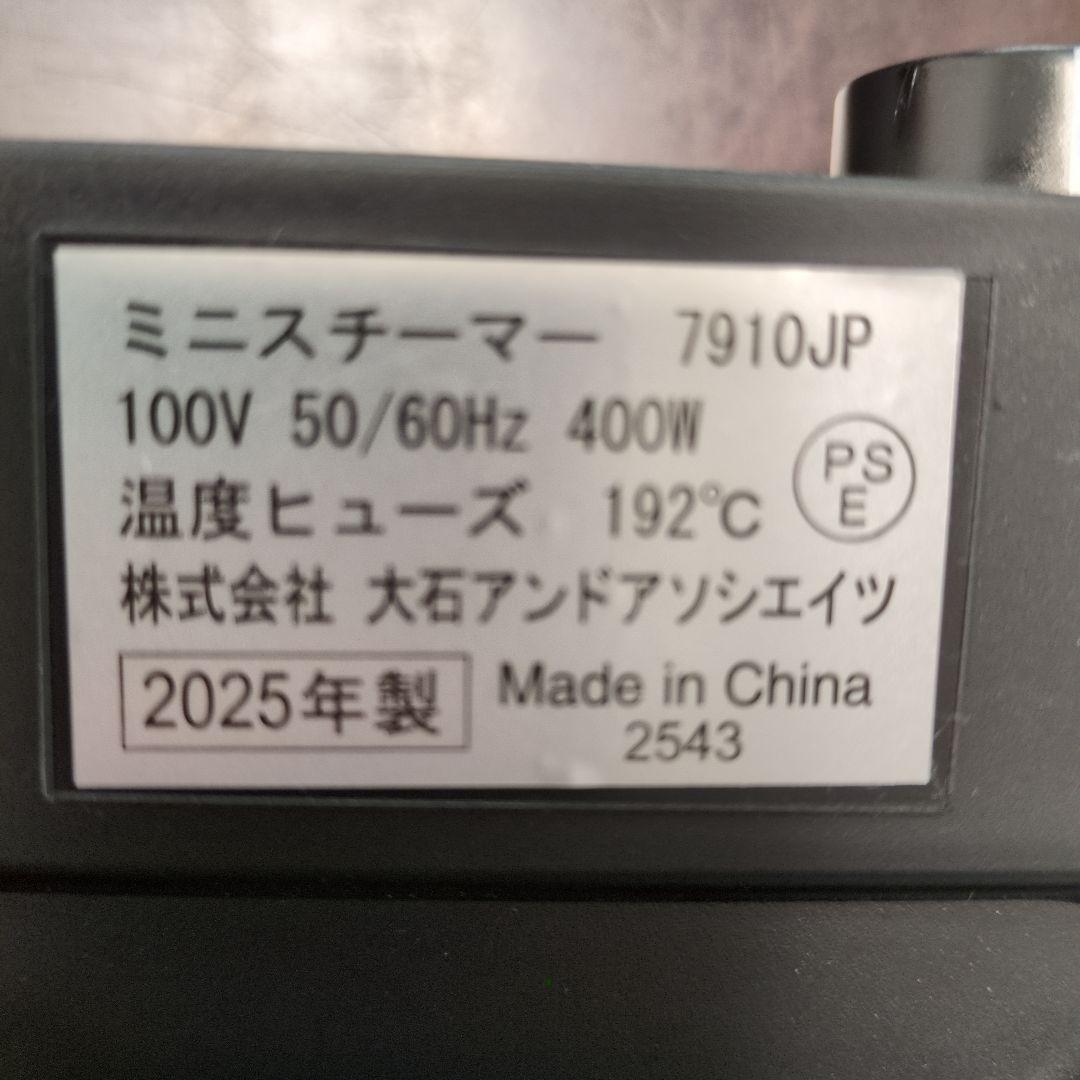 ミニスチーマー 7910JP
100V 50/60Hz 400W
PS
E
温度ヒューズ 192℃
株式会社 大石アンドアソシエイツ
2025年製 Made in China
2543